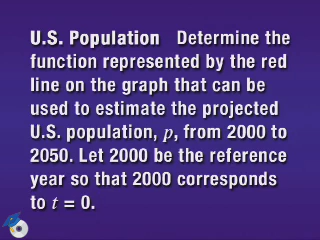 U.S. Population Determine the
function represented by the red
line on the graph that can be
used to estimate the projected
U.S. population, p, from 2000 to
2050. Let 2000 be the reference
year so that 2000 corresponds
to t = 0.